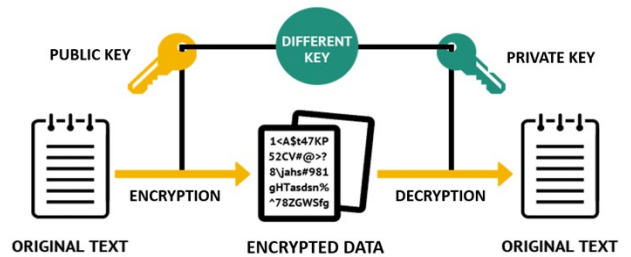 DIFFERENT
KEY
PUBLIC KEY
PRIVATE KEY
1<A$t47KP
52CV#@>?
8\jahs#981
gHTasdsn%
^78ZGWSfg
ENCRYPTION
DECRYPTION
ORIGINAL TEXT
ENCRYPTED DATA
ORIGINAL TEXT